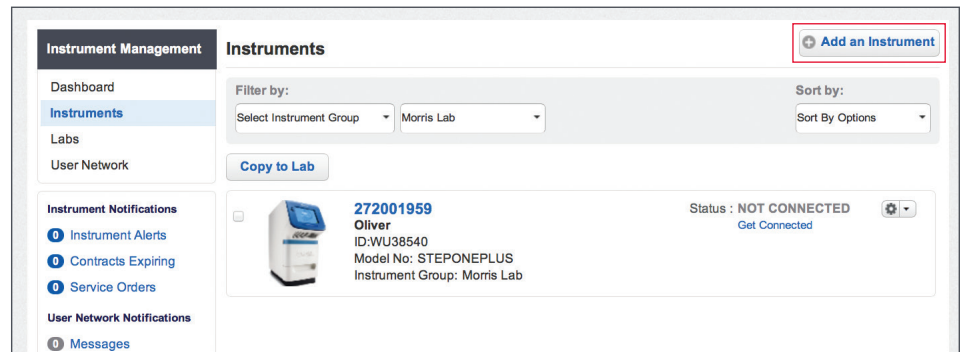 Instrument Management
Dashboard
Instruments
Labs
User Network
Instrument Notifications
0 Instrument Alerts
0 Contracts Expiring
0 Service Orders
User Network Notifications
0 Messages
Instruments
Add an Instrument
Filter by:
Sort by:
Select Instrument Group
Morris Lab
Sort By Options
Copy to Lab
272001959
Oliver
ID:WU38540
Model No: STEPONEPLUS
Instrument Group: Morris Lab
Status : NOT CONNECTED
Get Connected